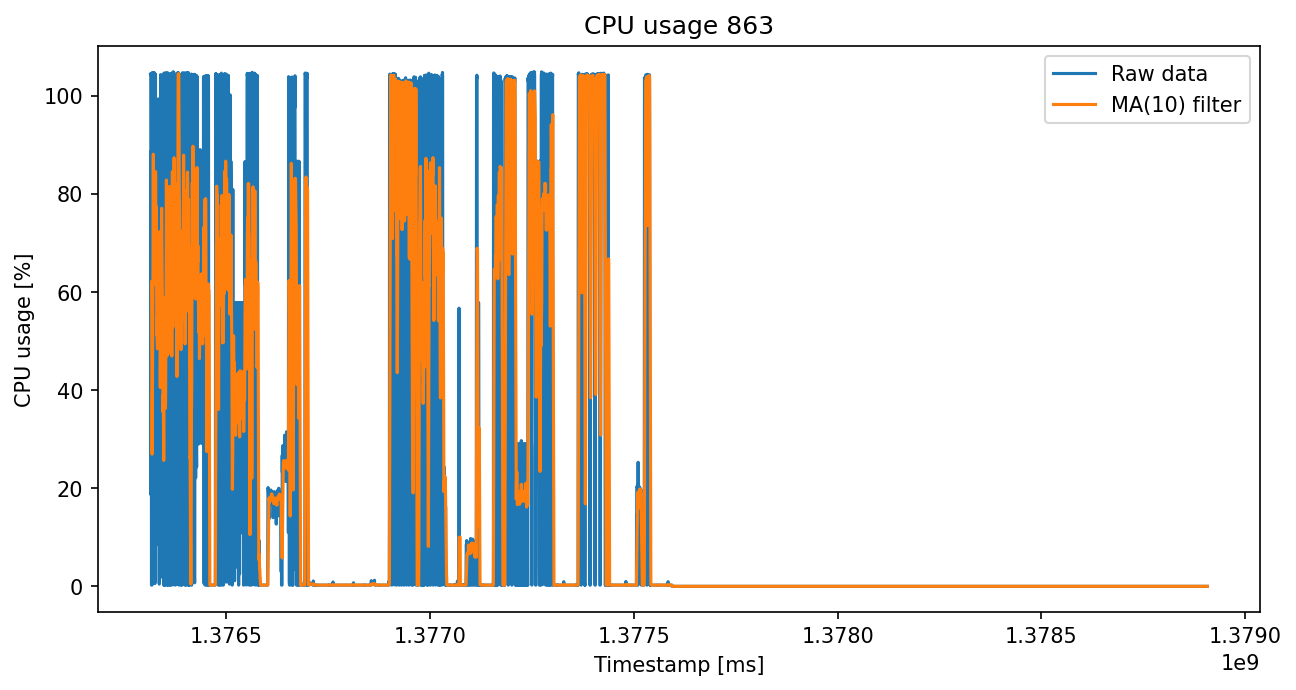 CPU usage 863
Raw data
MA(10) filter
CPU usage [%]
100
80
60
40
20
0
1.3765 1.3770 1.3775 1.3780 1.3785 1.3790
1e9
Timestamp [ms]